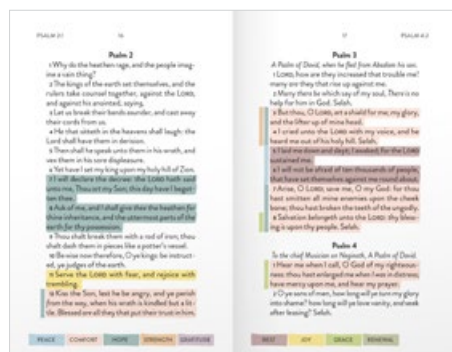 PSALM 2:1
16
Psalm 2
1 Why do the heathen rage, and the people imag-
ine a vain thing?
2 The kings of the earth set themselves, and the
rulers take counsel together, against the LORD,
and against his anointed, saying,
3 Let us break their bands asunder, and cast away
their cords from us.
4 He that sitteth in the heavens shall laugh: the
Lord shall have them in derision.
5 Then shall he speak unto them in his wrath, and
vex them in his sore displeasure.
6 Yet have I set my king upon my holy hill of Zion.
7 I will declare the decree: the LORD hath said
unto me, Thou art my Son; this day have I begot-
ten thee.
8 Ask of me, and I shall give thee the heathen for
thine inheritance, and the uttermost parts of the
earth for thy possession.
9 Thou shalt break them with a rod of iron; thou
shalt dash them in pieces like a potter's vessel.
10 Be wise now therefore, O ye kings: be instruct-
ed, ye judges of the earth.
11 Serve the LORD with fear, and rejoice with
trembling.
12 Kiss the Son, lest he be angry, and ye perish
from the way, when his wrath is kindled but a lit-
tle. Blessed are all they that put their trust in him.
PEACE COMFORT HOPE STRENGTH GRATITUDE
17
PSALM 4:2
Psalm 3
A Psalm of David, when he fled from Absalom his son.
1 LORD, how are they increased that trouble me!
many are they that rise up against me.
2 Many there be which say of my soul, There is no
help for him in God. Selah.
3 But thou, O LORD, art a shield for me; my glory,
and the lifter up of mine head.
4 I cried unto the LORD with my voice, and he
heard me out of his holy hill. Selah.
5 I laid me down and slept; I awaked; for the LORD
sustained me.
6 I will not be afraid of ten thousands of people,
that have set themselves against me round about.
7 Arise, O LORD; save me, O my God: for thou
hast smitten all mine enemies upon the cheek
bone; thou hast broken the teeth of the ungodly.
8 Salvation belongeth unto the LORD: thy bless-
ing is upon thy people. Selah.
Psalm 4
To the chief Musician on Neginoth, A Psalm of David.
1 Hear me when I call, O God of my righteous-
ness: thou hast enlarged me when I was in distress;
have mercy upon me, and hear my prayer.
2 O ye sons of men, how long will ye turn my glory
into shame? how long will ye love vanity, and seek
after leasing? Selah.
REST JOY GRACE RENEWAL